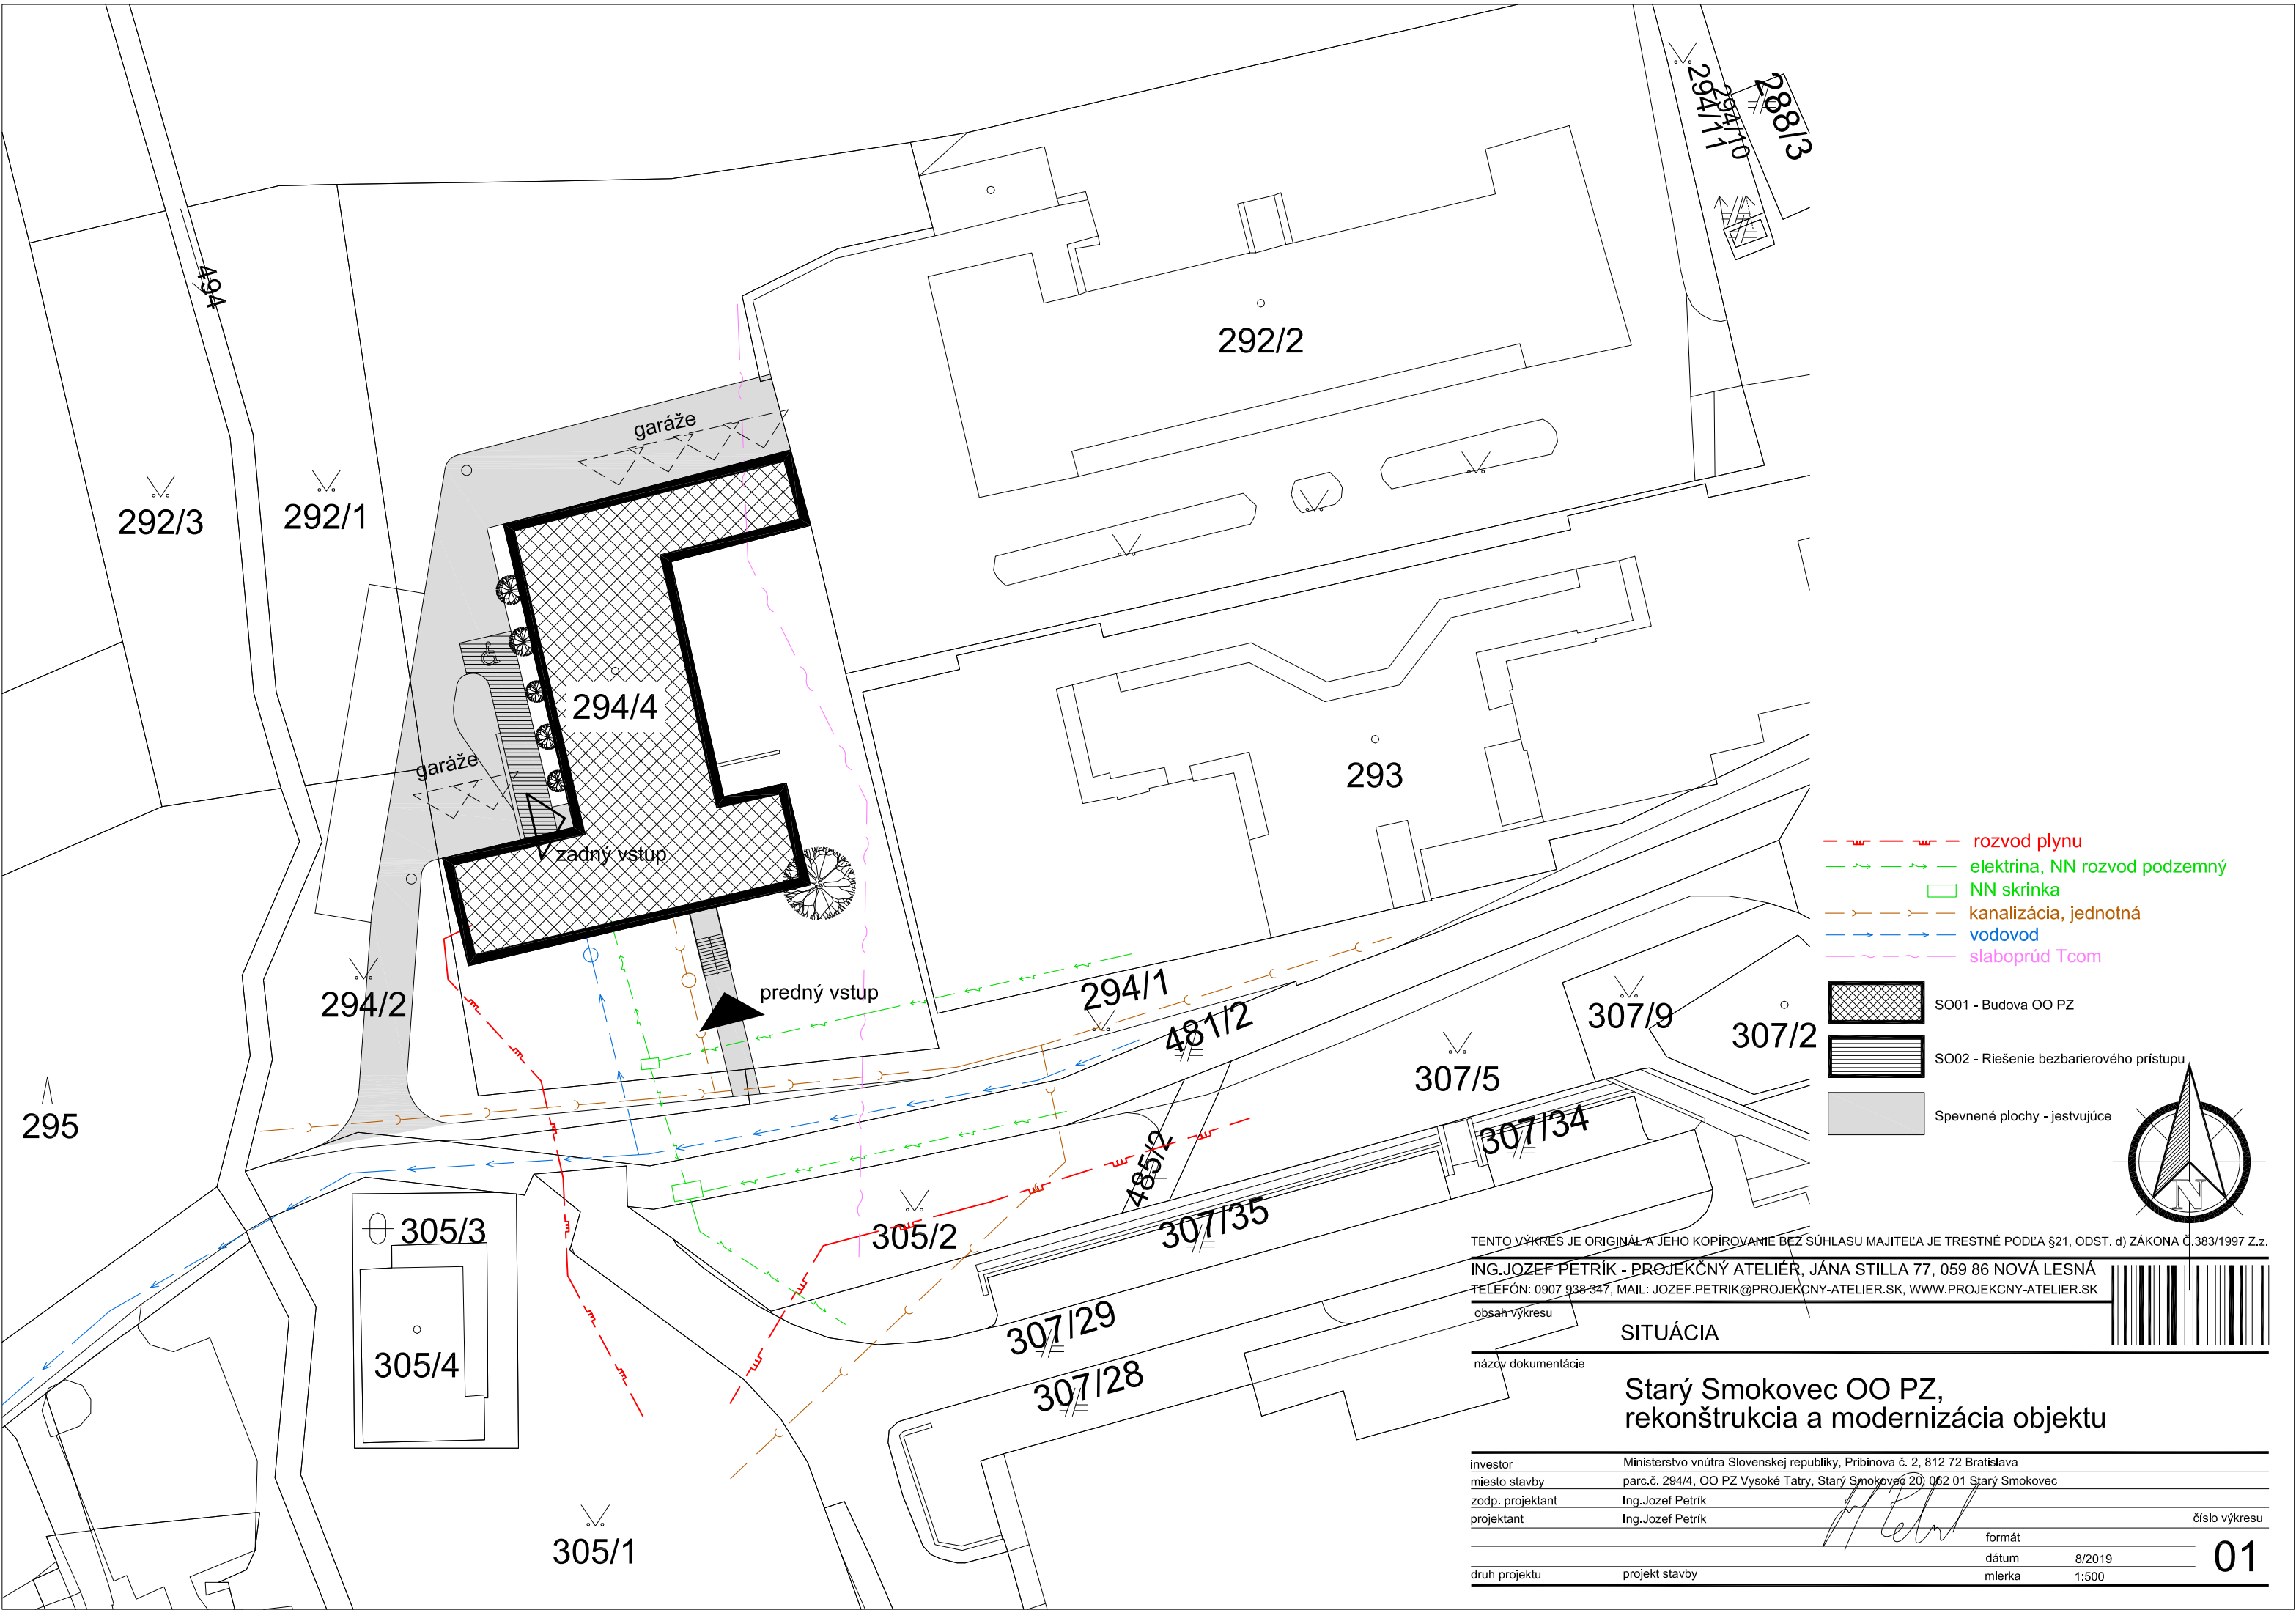 294/11
294/10
288/3
494
292/2
garáže
292/3
292/1
294/4
garáže
zadný vstup
293
rozvod plynu
elektrina, NN rozvod podzemný
NN skrinka
kanalizácia, jednotná
vodovod
slaboprúd Tcom
294/2
predný vstup
294/1
481/2
307/9
307/2
SO01 - Budova OO PZ
SO02 - Riešenie bezbarierového prístupu
Spevnené plochy - jestvujúce
N
295
307/5
307/34
485/2
305/3
305/2
307/35
305/4
307/29
307/28
305/1
TENTO VÝKRES JE ORIGINÁL A JEHO KOPÍROVANIE BEZ SÚHLASU MAJITEĽA JE TRESTNÉ PODĽA §21, ODST. d) ZÁKONA Č.383/1997 Z.z.
ING.JOZEF PETRÍK - PROJEKČNÝ ATELIÉR, JÁNA STILLA 77, 059 86 NOVÁ LESNÁ
TELEFÓN: 0907 938 347, MAIL: JOZEF.PETRIK@PROJEKCNY-ATELIER.SK, WWW.PROJEKCNY-ATELIER.SK
obsah výkresu
SITUÁCIA
názov dokumentácie
Starý Smokovec OO PZ,
rekonštrukcia a modernizácia objektu
investor Ministerstvo vnútra Slovenskej republiky, Pribinova č. 2, 812 72 Bratislava
miesto stavby parc.č. 294/4, OO PZ Vysoké Tatry, Starý Smokovec 20, 062 01 Starý Smokovec
zodp. projektant Ing.Jozef Petrík
projektant Ing.Jozef Petrík
číslo výkresu
formát
dátum 8/2019
01
druh projektu projekt stavby mierka 1:500